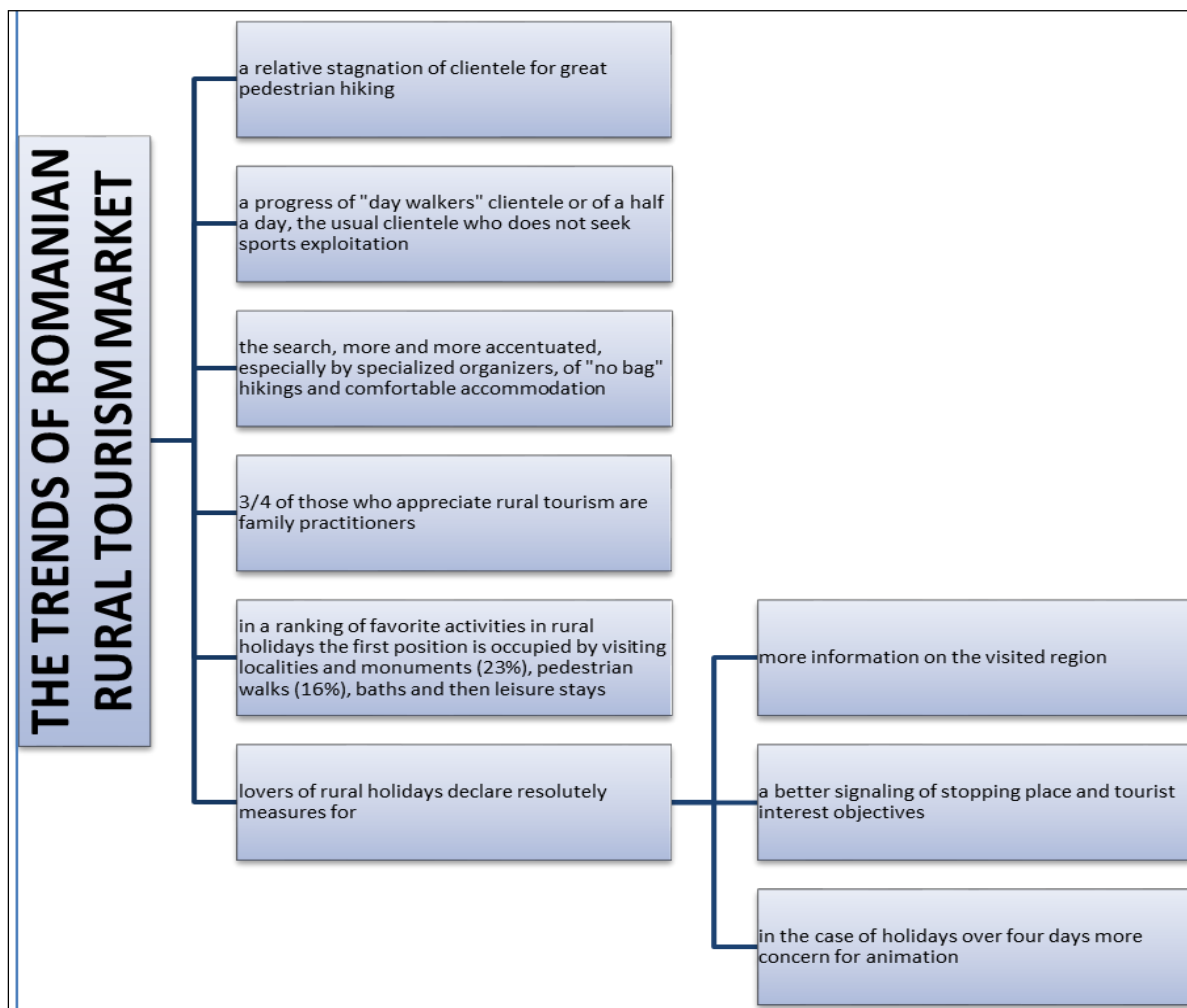 THE TRENDS OF ROMANIAN
RURAL TOURISM MARKET
a relative stagnation of clientele for great
pedestrian hiking
a progress of "day walkers" clientele or of a half
a day, the usual clientele who does not seek
sports exploitation
the search, more and more accentuated,
especially by specialized organizers, of "no bag"
hikings and comfortable accommodation
3/4 of those who appreciate rural tourism are
family practitioners
in a ranking of favorite activities in rural
holidays the first position is occupied by visiting
localities and monuments (23%), pedestrian
walks (16%), baths and then leisure stays
lovers of rural holidays declare resolutely
measures for
more information on the visited region
a better signaling of stopping place and tourist
interest objectives
in the case of holidays over four days more
concern for animation